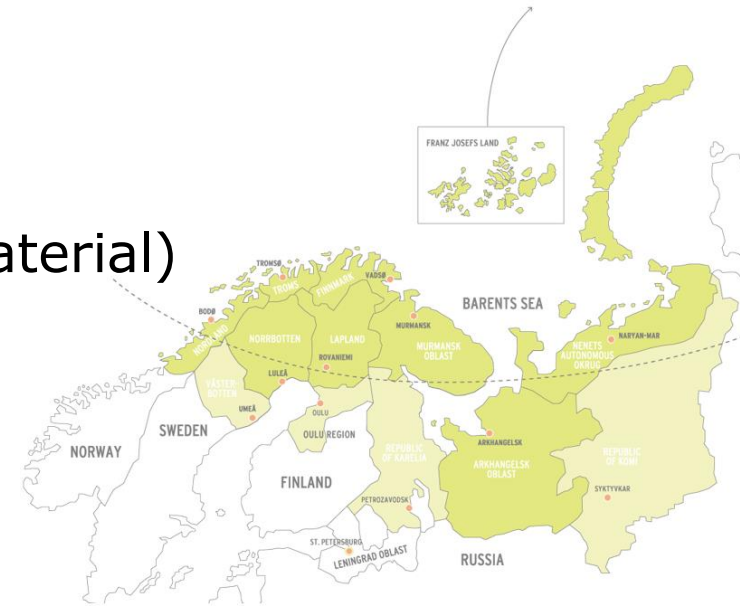 FRANZ JOSEFS LAND
aterial)
TROMSØ
TROMS
FINNMARK
VADSØ
BARENTS SEA
BODØ
NORDLAND
MURMANSK
NARYAN-MAR
NORRBOTTEN
LAPLAND
MURMANSK
OBLAST
NENETS
AUTONOMOUS
OKRUG
ROVANIEMI
LULEÅ
VÄSTER
BOTTEN
UMEÅ
OULU
SWEDEN
OULU REGION
NORWAY
ARKHANGELSK
REPUBLIC
OF KARELIA
REPUBLIC
OF KOMI
ARKHANGELSK
OBLAST
FINLAND
SYKTYVKAR
PETROZAVODSK
ST. PETERSBURG
LENINGRAD OBLAST
RUSSIA